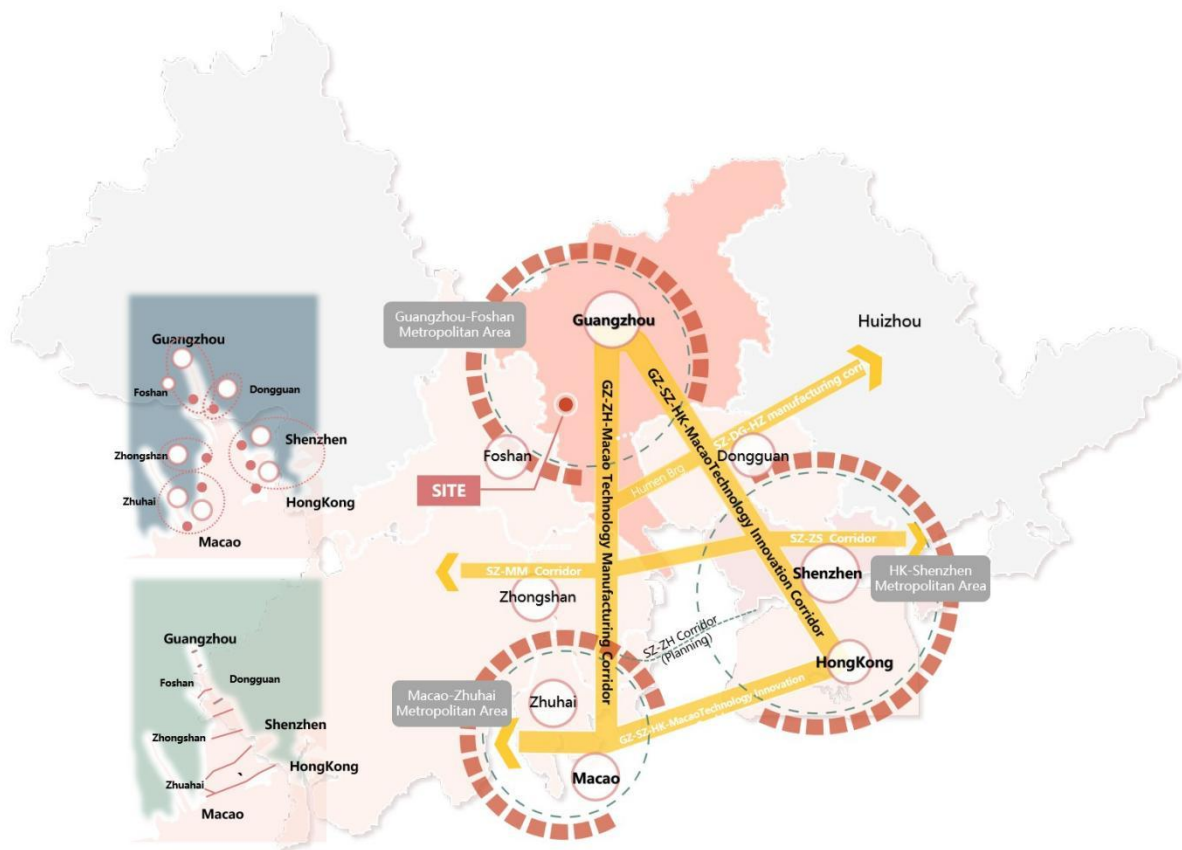 Guangzhou-Foshan
Metropolitan Area
Guangzhou
Huizhou
Foshan
SITE
Dongguan
GZ-ZH-Macao Technology Manufacturing Corridor
GZ-SZ-HK-MacaoTechnology Innovation Corridor
SZ-DG-HZ manufacturing corri
Humen Brg
SZ-MM Corridor
SZ-ZS Corridor
Zhongshan
Shenzhen
HK-Shenzhen
Metropolitan Area
SZ-ZH Corridor
(Planning)
HongKong
Macao-Zhuhai
Metropolitan Area
Zhuhai
GZ-SZ-HK-MacaoTechnology Innovation
Macao
Guangzhou
Foshan
Dongguan
Shenzhen
Zhongshan
Zhuhai
HongKong
Macao
Guangzhou
Foshan
Dongguan
Shenzhen
Zhongshan
HongKong
Zhuahai
Macao